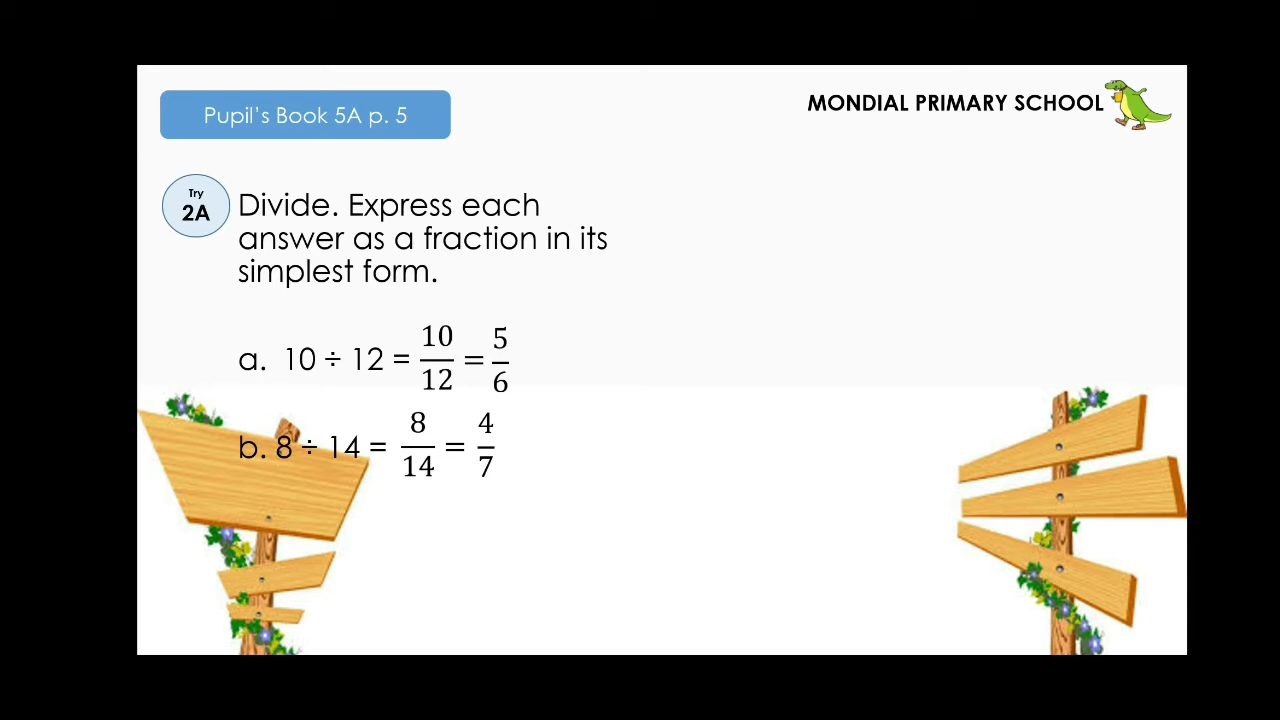 Pupil’s Book 5A p. 5
MONDIAL PRIMARY SCHOOL
Try
2A
Divide. Express each
answer as a fraction in its
simplest form.
a. 10 ÷ 12 = 10/12 = 5/6
b. 8 ÷ 14 = 8/14 = 4/7